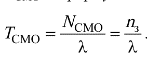 T_СМО = N_СМО / λ = n_з / λ .